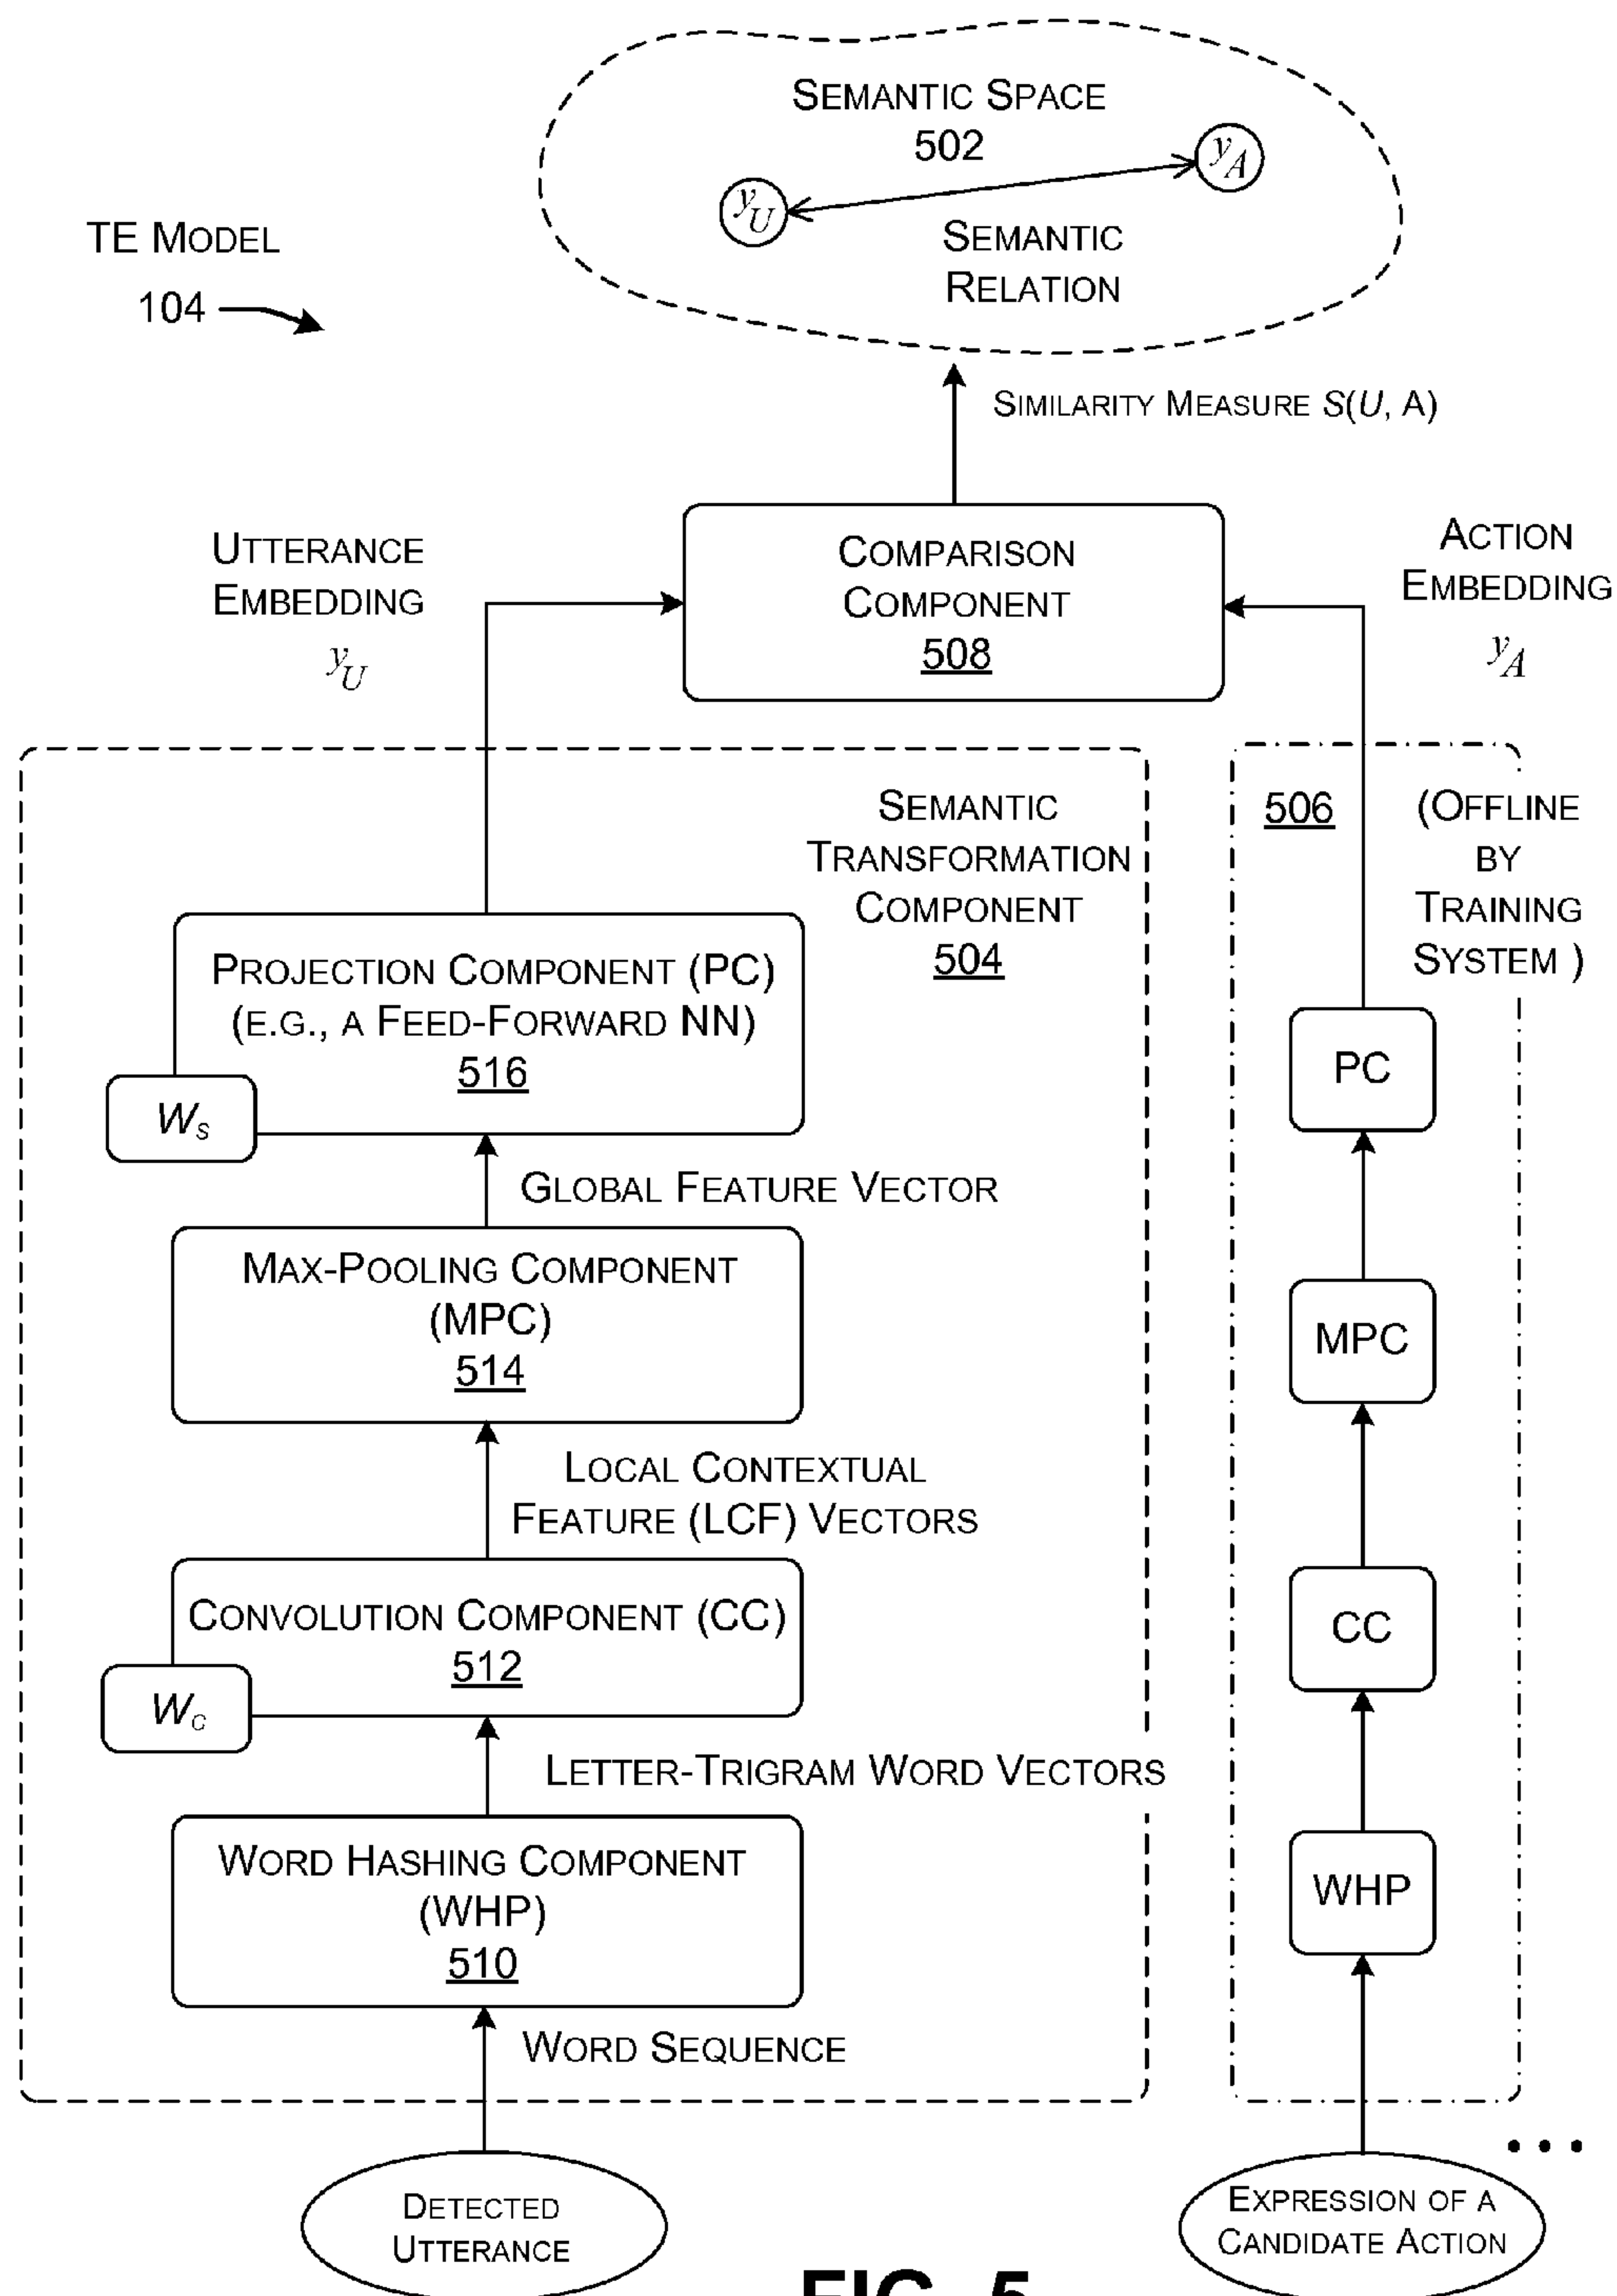 SEMANTIC SPACE
502
yU
yA
SEMANTIC
RELATION
TE MODEL
104
SIMILARITY MEASURE S(U, A)
UTTERANCE
EMBEDDING
yU
COMPARISON
COMPONENT
508
ACTION
EMBEDDING
yA
SEMANTIC
TRANSFORMATION
COMPONENT
504
506
(OFFLINE
BY
TRAINING
SYSTEM )
PROJECTION COMPONENT (PC)
(E.G., A FEED-FORWARD NN)
516
Ws
GLOBAL FEATURE VECTOR
MAX-POOLING COMPONENT
(MPC)
514
LOCAL CONTEXTUAL
FEATURE (LCF) VECTORS
CONVOLUTION COMPONENT (CC)
512
Wc
LETTER-TRIGRAM WORD VECTORS
WORD HASHING COMPONENT
(WHP)
510
WORD SEQUENCE
DETECTED
UTTERANCE
PC
MPC
CC
WHP
• • •
EXPRESSION OF A
CANDIDATE ACTION
FIG. 5